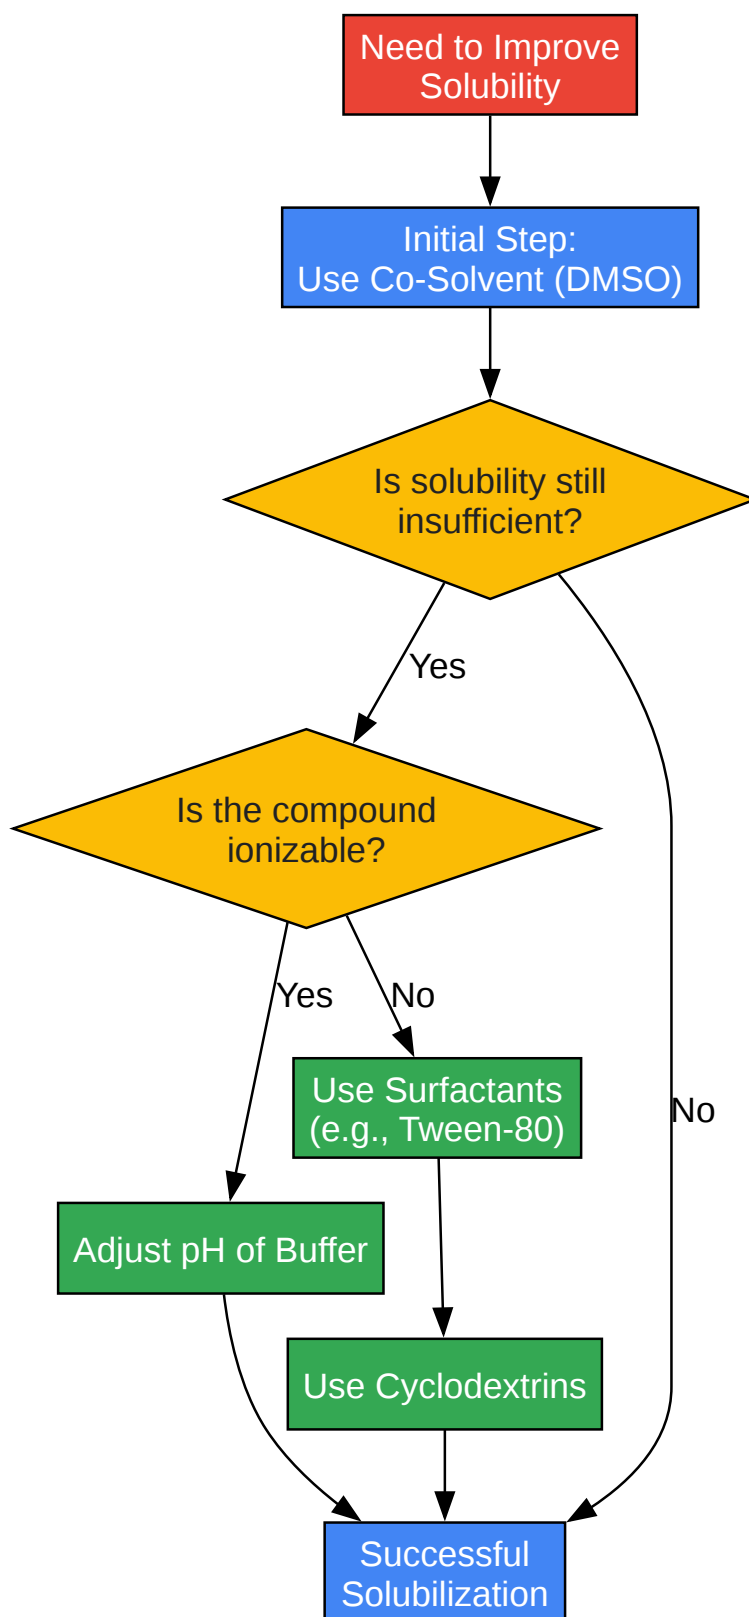 Need to Improve
Solubility
Initial Step:
Use Co-Solvent (DMSO)
Is solubility still
insufficient?
Yes
Is the compound
ionizable?
Yes
No
Use Surfactants
(e.g., Tween-80)
No
Adjust pH of Buffer
Use Cyclodextrins
Successful
Solubilization